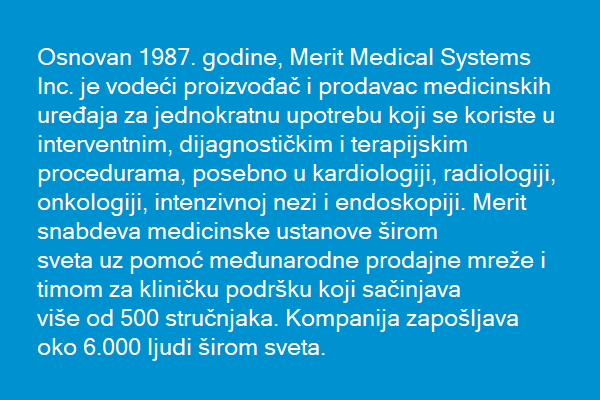 Osnovan 1987. godine, Merit Medical Systems
Inc. je vodeći proizvođač i prodavac medicinskih
uređaja za jednokratnu upotrebu koji se koriste u
interventnim, dijagnostičkim i terapijskim
procedurama, posebno u kardiologiji, radiologiji,
onkologiji, intenzivnoj nezi i endoskopiji. Merit
snabdeva medicinske ustanove širom
sveta uz pomoć međunarodne prodajne mreže i
timom za kliničku podršku koji sačinjava
više od 500 stručnjaka. Kompanija zapošljava
oko 6.000 ljudi širom sveta.